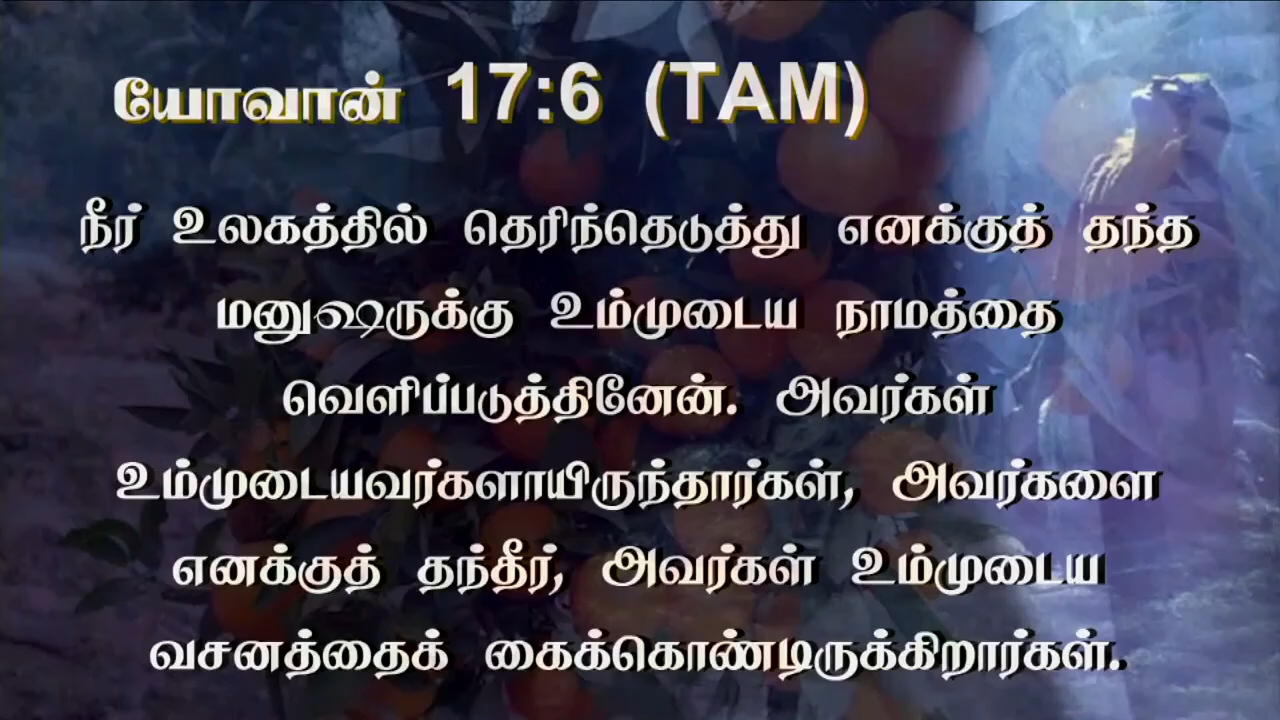 யோவான் 17:6 (TAM)
நீர் உலகத்தில் தெரிந்தெடுத்து எனக்குத் தந்த
மனுஷருக்கு உம்முடைய நாமத்தை
வெளிப்படுத்தினேன். அவர்கள்
உம்முடையவர்களாயிருந்தார்கள், அவர்களை
எனக்குத் தந்தீர், அவர்கள் உம்முடைய
வசனத்தைக் கைக்கொண்டிருக்கிறார்கள்.